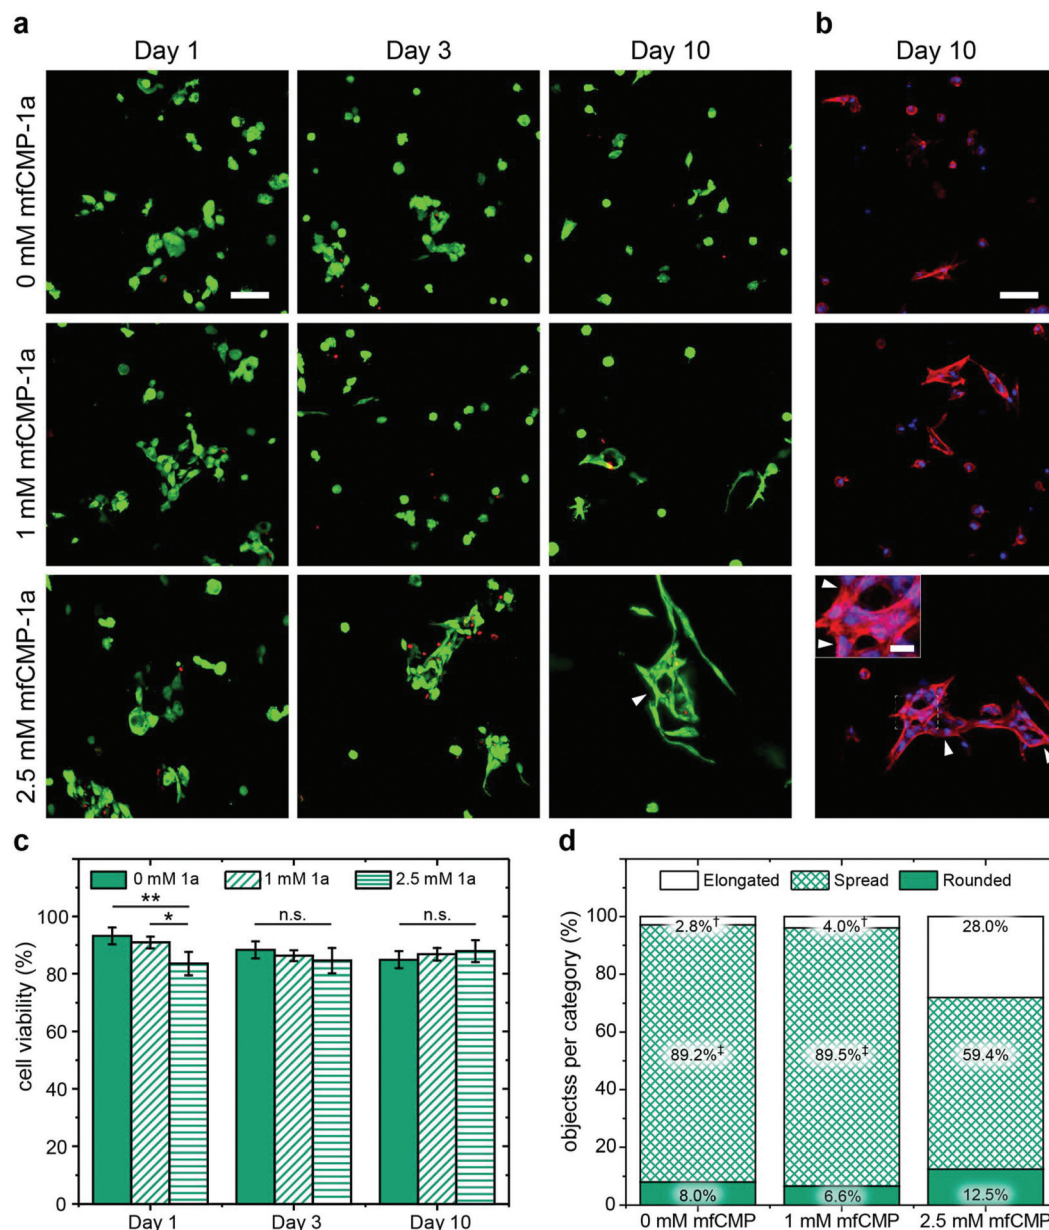 a
b
Day 1
Day 3
Day 10
Day 10
0 mM mfCMP-1a
1 mM mfCMP-1a
2.5 mM mfCMP-1a
c
0 mM 1a
1 mM 1a
2.5 mM 1a
**
*
n.s.
n.s.
cell viability (%)
100
80
60
40
20
0
Day 1
Day 3
Day 10
d
Elongated
Spread
Rounded
objectss per category (%)
100
80
60
40
20
0
2.8%†
4.0%†
28.0%
89.2%‡
89.5%‡
59.4%
8.0%
6.6%
12.5%
0 mM mfCMP
1 mM mfCMP
2.5 mM mfCMP